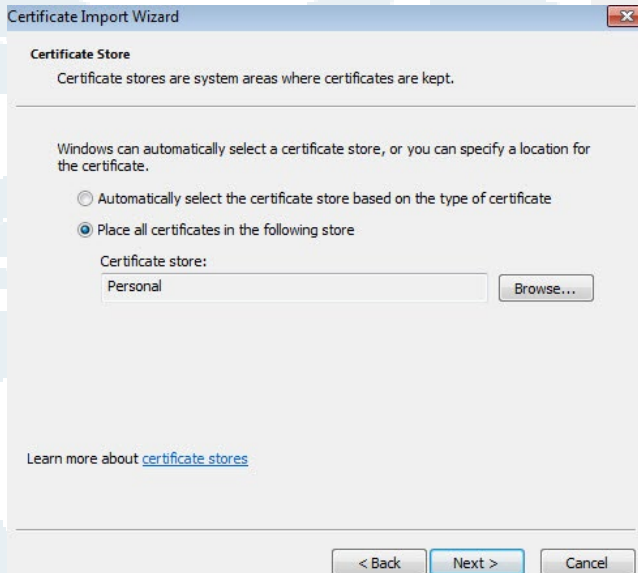 Certificate Import Wizard
Certificate Store
Certificate stores are system areas where certificates are kept.
Windows can automatically select a certificate store, or you can specify a location for
the certificate.
Automatically select the certificate store based on the type of certificate
Place all certificates in the following store
Certificate store:
Personal
Browse...
Learn more about certificate stores
< Back
Next >
Cancel